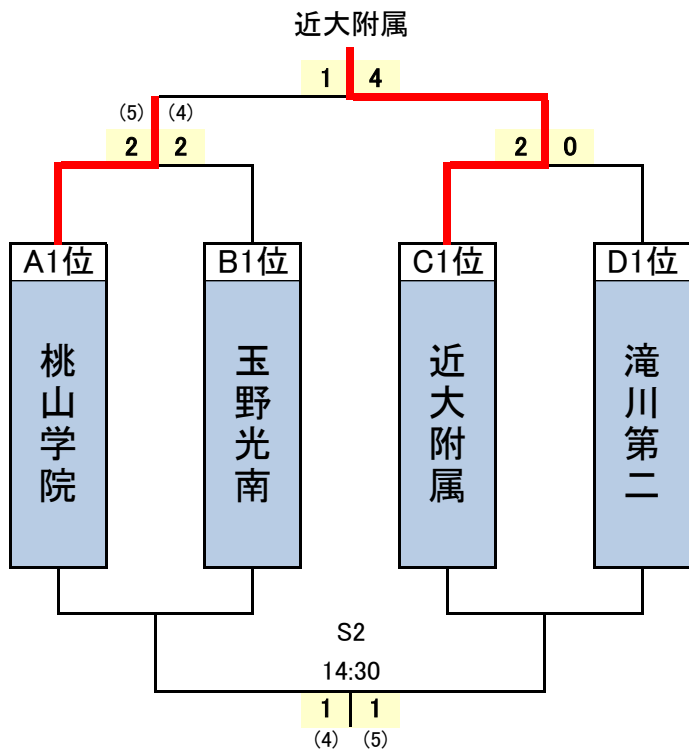 近大附属
1 4
(5) (4)
2 2 2 0
A1位 B1位 C1位 D1位
桃山学院
玉野光南
近大附属
滝川第二
S2
14:30
1 1
(4) (5)